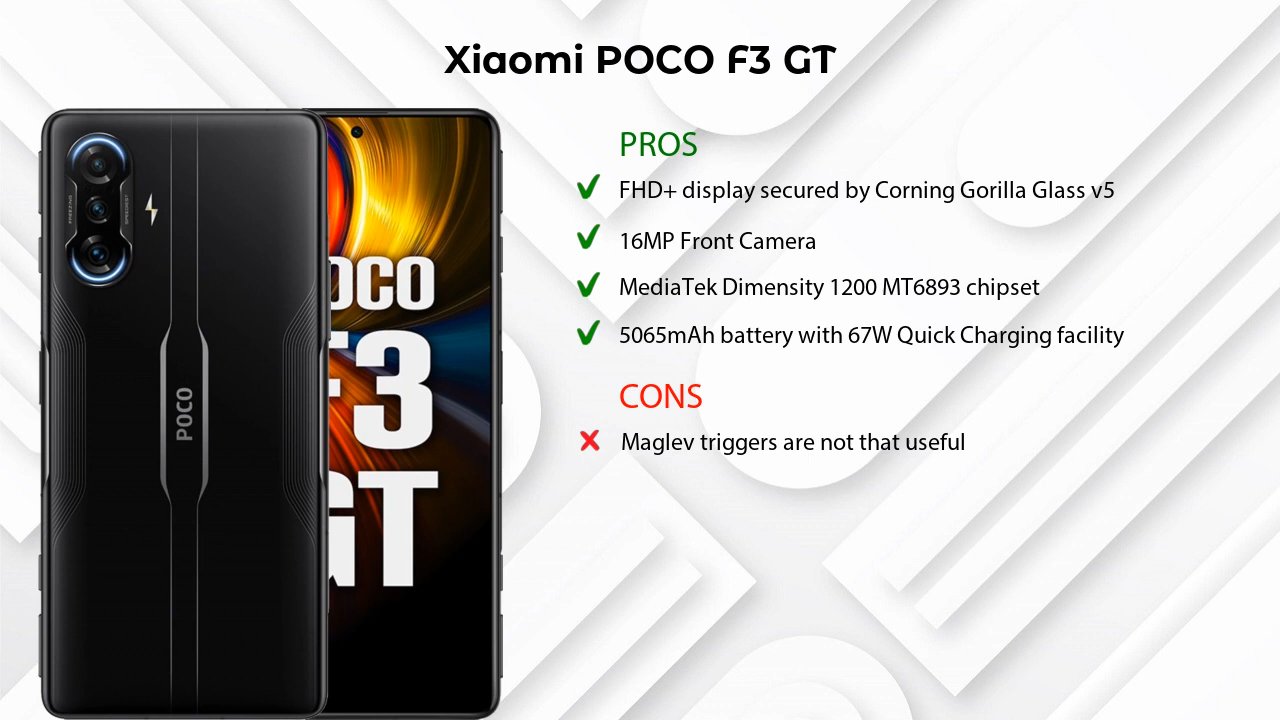 Xiaomi POCO F3 GT
PROS
FHD+ display secured by Corning Gorilla Glass v5
16MP Front Camera
MediaTek Dimensity 1200 MT6893 chipset
5065mAh battery with 67W Quick Charging facility
CONS
Maglev triggers are not that useful
FREEZING
SPEEDEST
POCO
POCO
F3
GT